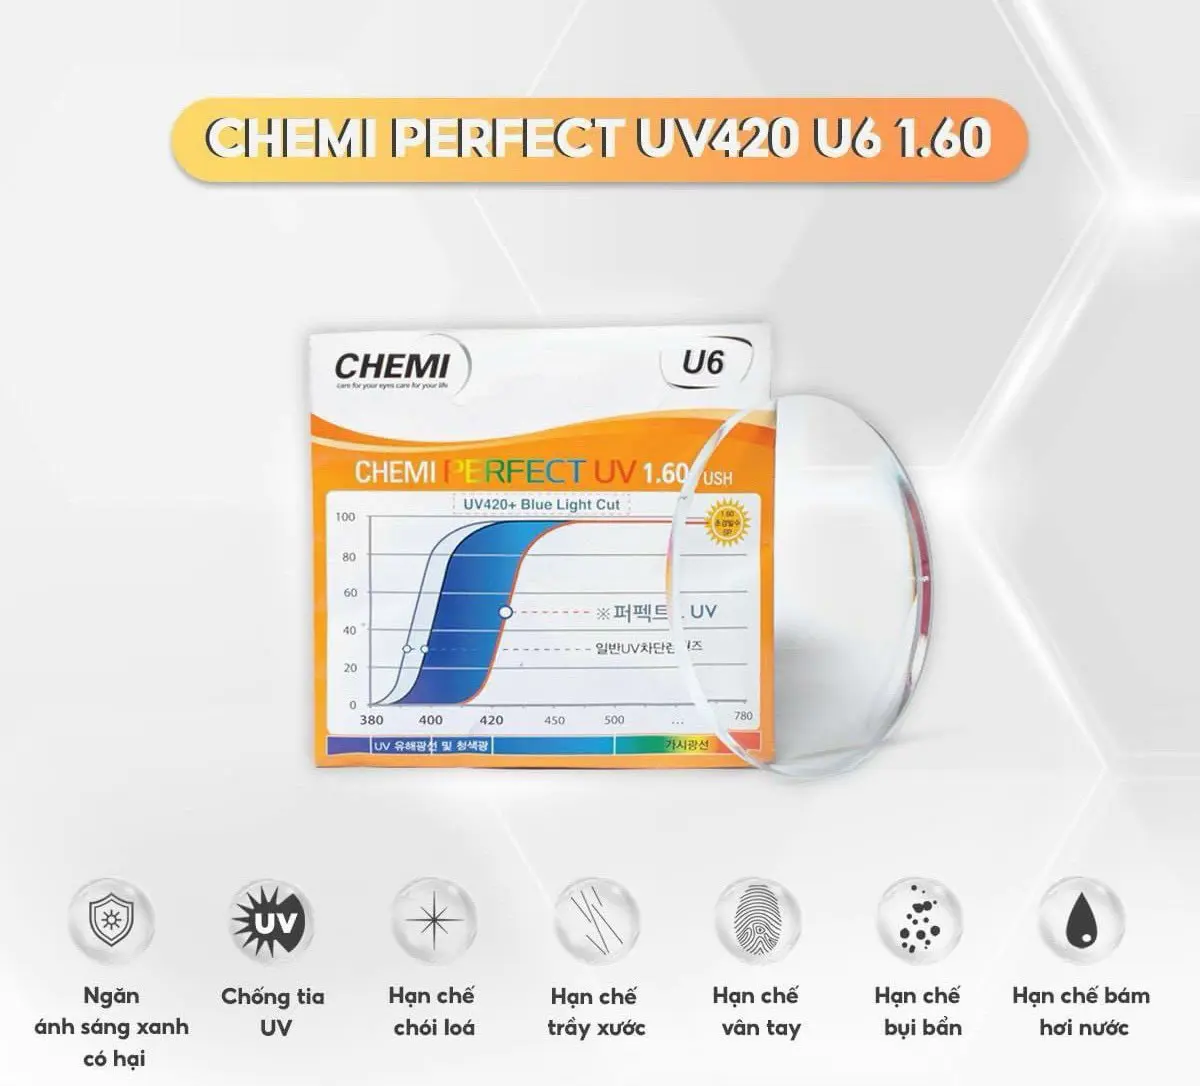 CHEMI PERFECT UV420 U6 1.60
CHEMI
care for your eyes care for your life
U6
CHEMI PERFECT UV 1.60 USH
UV420+ Blue Light Cut
1.60
100
80
60
40
20
0
※퍼펙트 UV
일반UV차단렌즈
380 400 420 450 500 ... 780
UV 유해광선 및 청색광
가시광선
UV
Ngăn
ánh sáng xanh
có hại
Chống tia
UV
Hạn chế
chói loá
Hạn chế
trầy xước
Hạn chế
vân tay
Hạn chế
bụi bẩn
Hạn chế bám
hơi nước